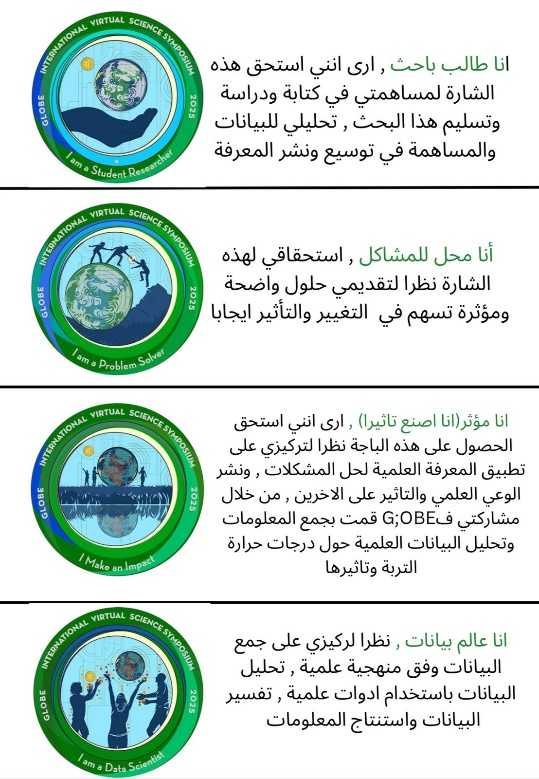 INTERNATIONAL VIRTUAL SCIENCE SYMPOSIUM
GLOBE
2025
I am a Student Researcher
انا طالب باحث , ارى انني استحق هذه
الشارة لمساهمتي في كتابة ودراسة
وتسليم هذا البحث , تحليلي للبيانات
والمساهمة في توسيع ونشر المعرفة
INTERNATIONAL VIRTUAL SCIENCE SYMPOSIUM
GLOBE
2025
I am a Problem Solver
أنا محل للمشاكل , استحقاقي لهذه
الشارة نظرا لتقديمي حلول واضحة
ومؤثرة تسهم في التغيير والتأثير ايجابا
INTERNATIONAL VIRTUAL SCIENCE SYMPOSIUM
GLOBE
2025
I Make an Impact
انا مؤثر(انا اصنع تاثيرا) , ارى انني استحق
الحصول على هذه الباجة نظرا لتركيزي على
تطبيق المعرفة العلمية لحل المشكلات , ونشر
الوعي العلمي والتاثير على الاخرين , من خلال
مشاركتي فG;OBE قمت بجمع المعلومات
وتحليل البيانات العلمية حول درجات حرارة
التربة وتاثيرها
INTERNATIONAL VIRTUAL SCIENCE SYMPOSIUM
GLOBE
2025
I am a Data Scientist
انا عالم بيانات , نظرا لركيزي على جمع
البيانات وفق منهجية علمية , تحليل
البيانات باستخدام ادوات علمية , تفسير
البيانات واستنتاج المعلومات